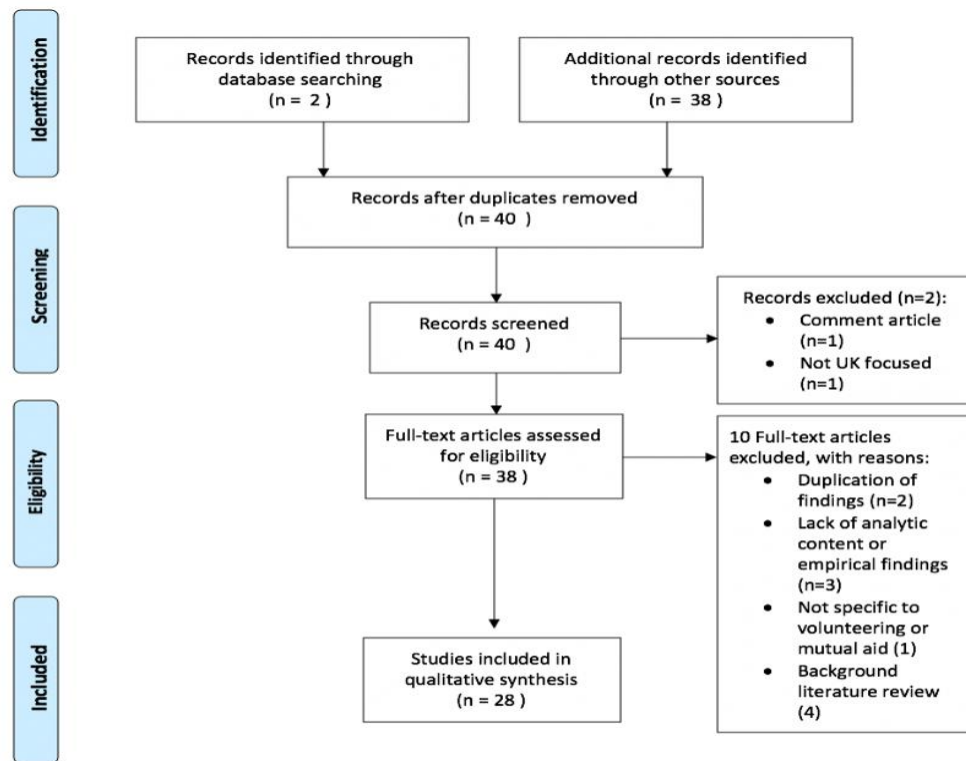 Identification
Records identified through
database searching
(n = 2 )
Additional records identified
through other sources
(n = 38 )
Records after duplicates removed
(n = 40 )
Screening
Records screened
(n = 40 )
Records excluded (n=2):
• Comment article
(n=1)
• Not UK focused
(n=1)
Eligibility
Full-text articles assessed
for eligibility
(n = 38 )
10 Full-text articles
excluded, with reasons:
• Duplication of
findings (n=2)
• Lack of analytic
content or
empirical findings
(n=3)
• Not specific to
volunteering or
mutual aid (1)
• Background
literature review
(4)
Included
Studies included in
qualitative synthesis
(n = 28 )